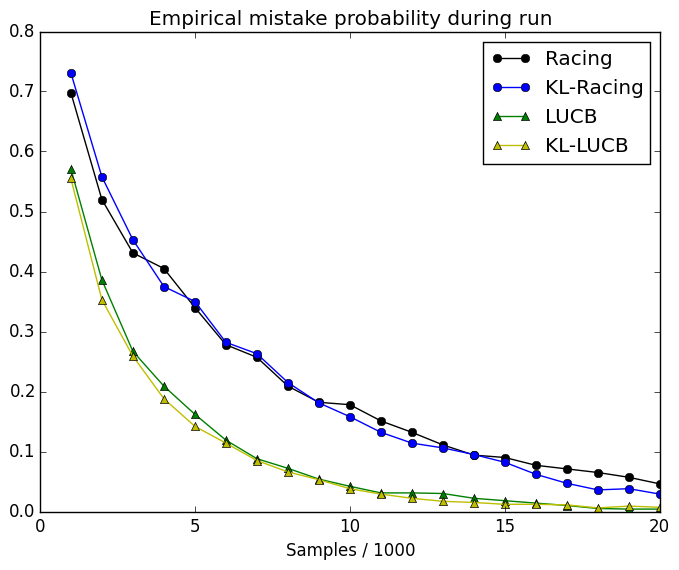 Empirical mistake probability during run
0.8
0.7
0.6
0.5
0.4
0.3
0.2
0.1
0.0
Racing
KL-Racing
LUCB
KL-LUCB
0 5 10 15 20
Samples / 1000